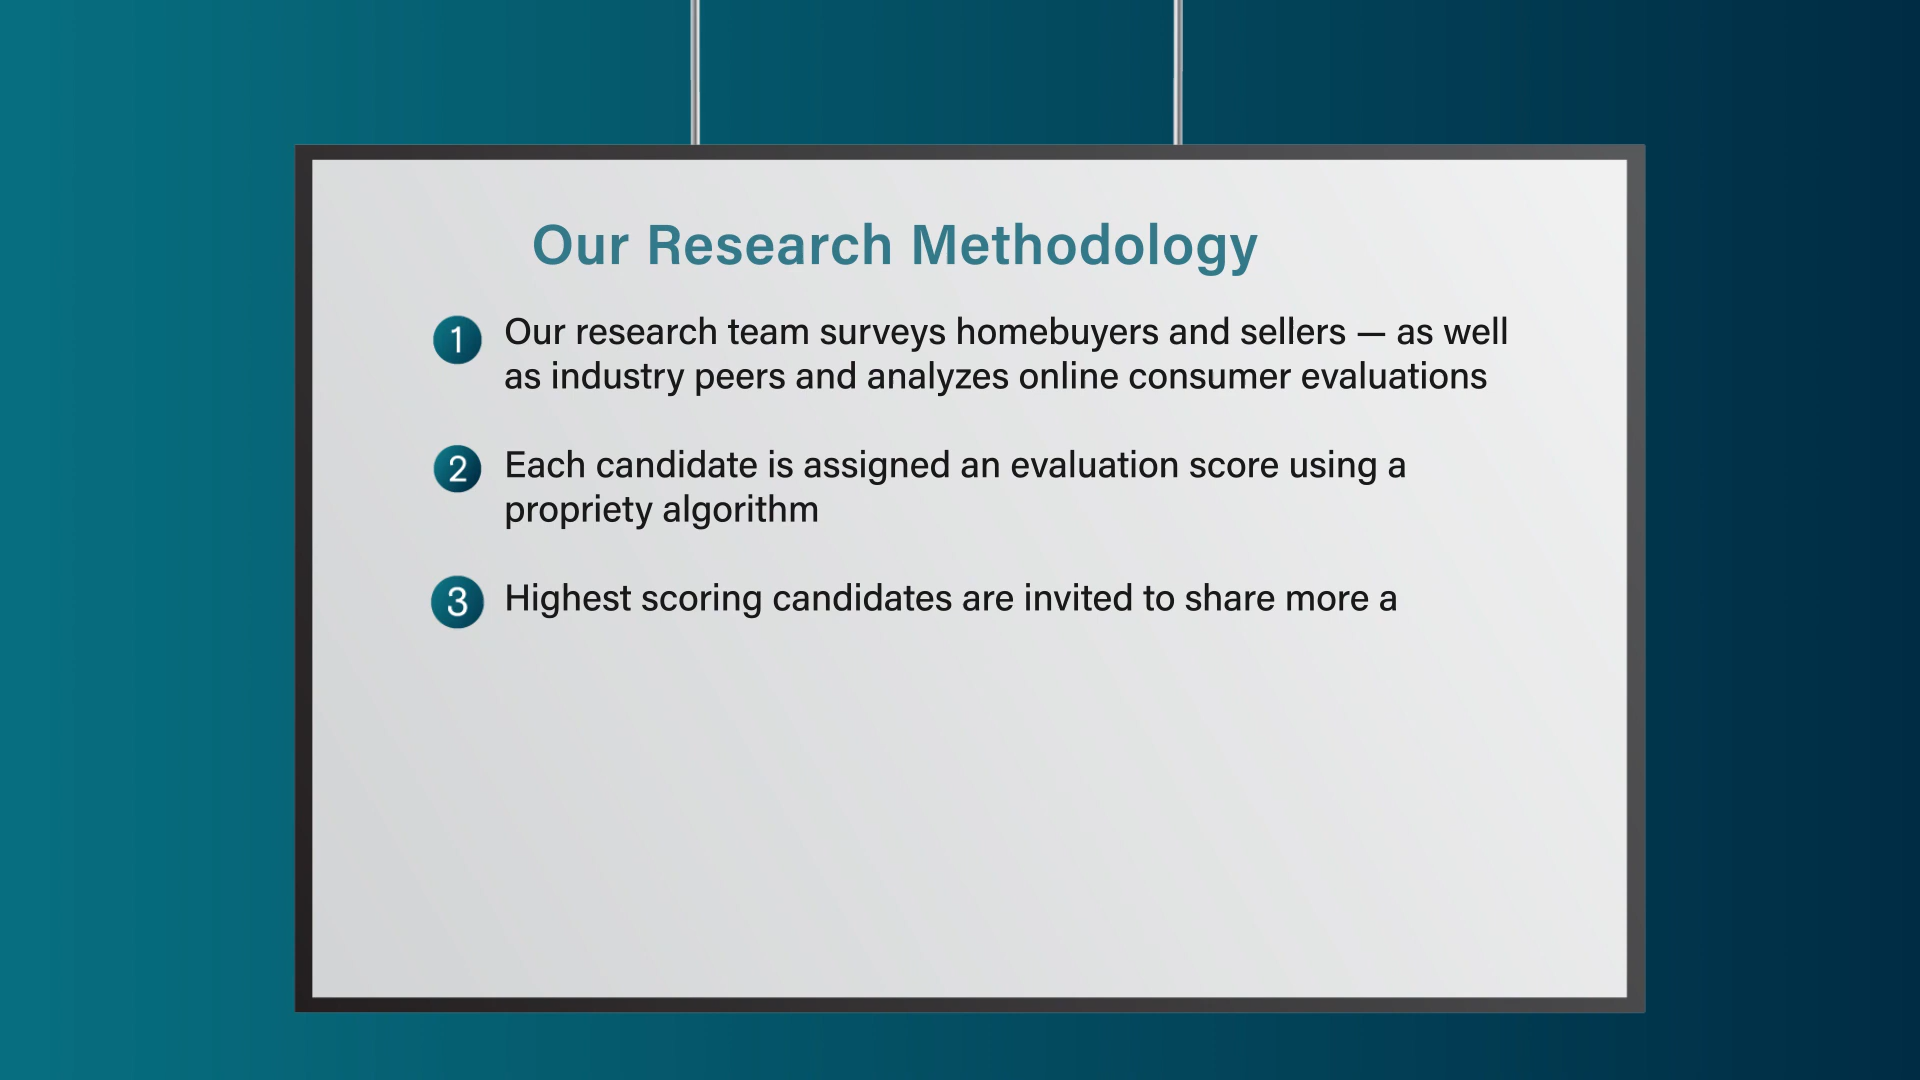 Our Research Methodology
1 Our research team surveys homebuyers and sellers — as well
as industry peers and analyzes online consumer evaluations
2 Each candidate is assigned an evaluation score using a
propriety algorithm
3 Highest scoring candidates are invited to share more a